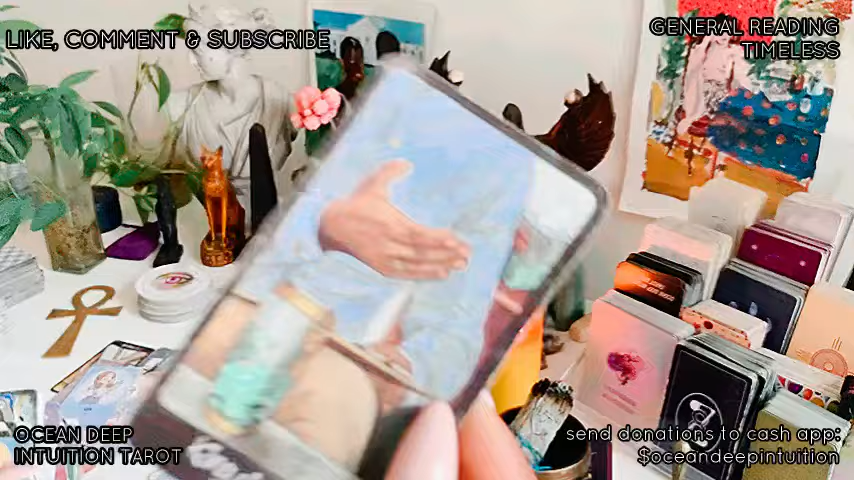 LIKE, COMMENT & SUBSCRIBE
GENERAL READING
TIMELESS
OCEAN DEEP
INTUITION TAROT
send donations to cash app:
$oceandeepintuition